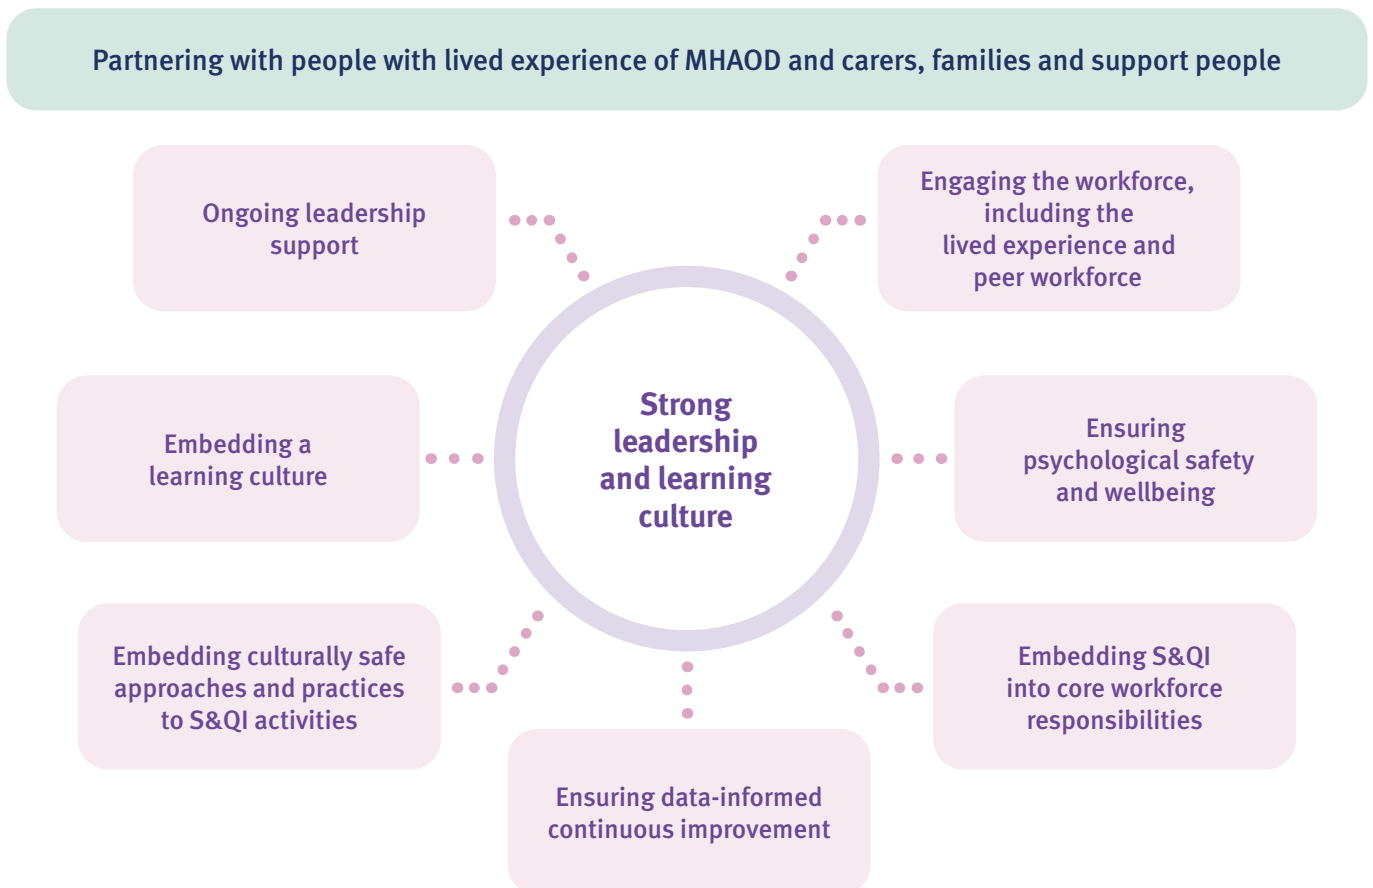 Partnering with people with lived experience of MHAOD and carers, families and support people
Ongoing leadership
support
Engaging the workforce,
including the
lived experience and
peer workforce
Strong
leadership
and learning
culture
Embedding a
learning culture
Ensuring
psychological safety
and wellbeing
Embedding culturally safe
approaches and practices
to S&QI activities
Embedding S&QI
into core workforce
responsibilities
Ensuring data-informed
continuous improvement